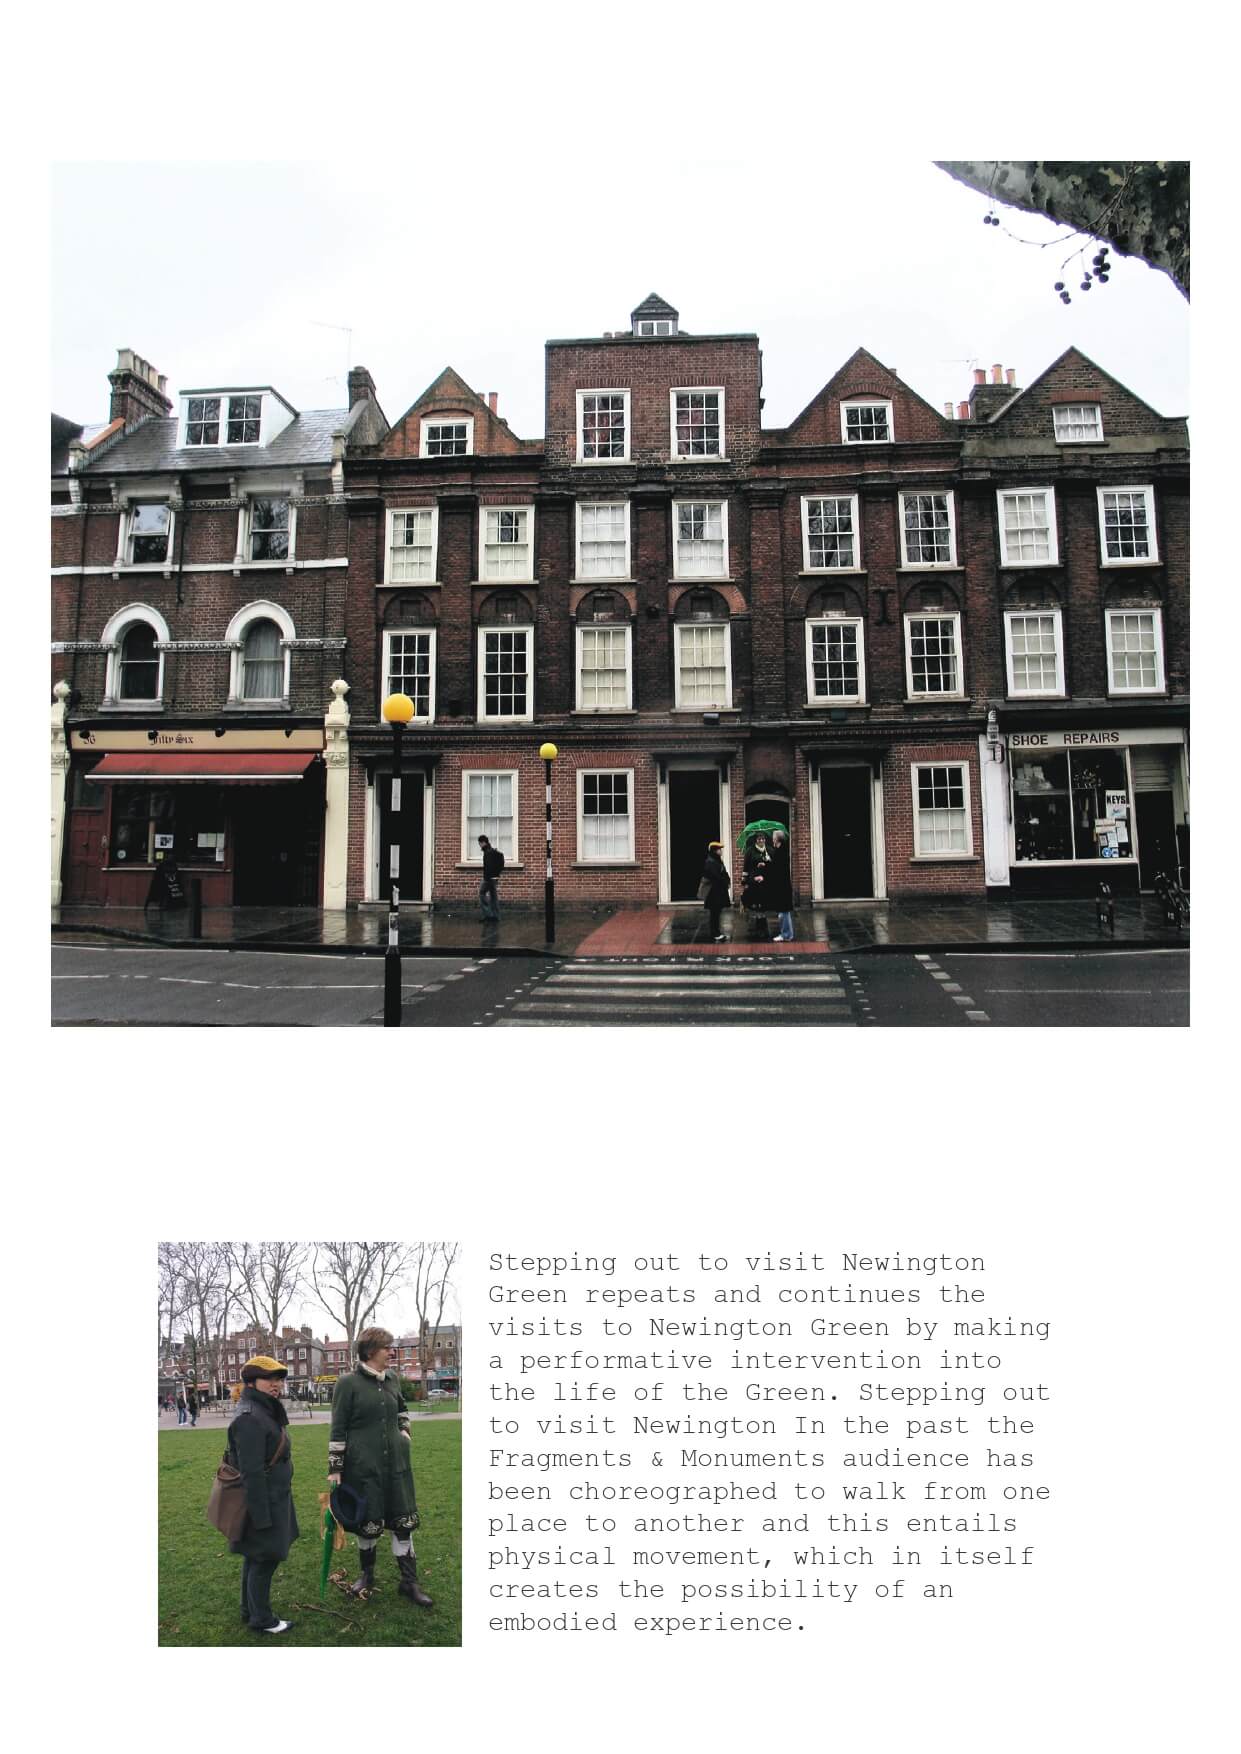 56
Fifty Six
SHOE REPAIRS
KEYS
LOOK RIGHT
Stepping out to visit Newington
Green repeats and continues the
visits to Newington Green by making
a performative intervention into
the life of the Green. Stepping out
to visit Newington In the past the
Fragments & Monuments audience has
been choreographed to walk from one
place to another and this entails
physical movement, which in itself
creates the possibility of an
embodied experience.